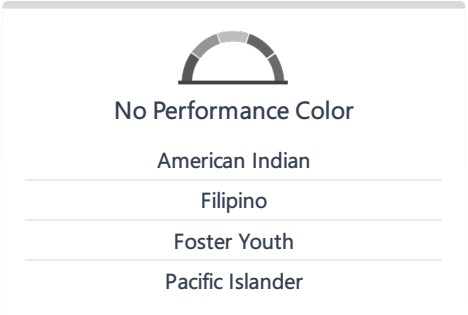 No Performance Color
American Indian
Filipino
Foster Youth
Pacific Islander